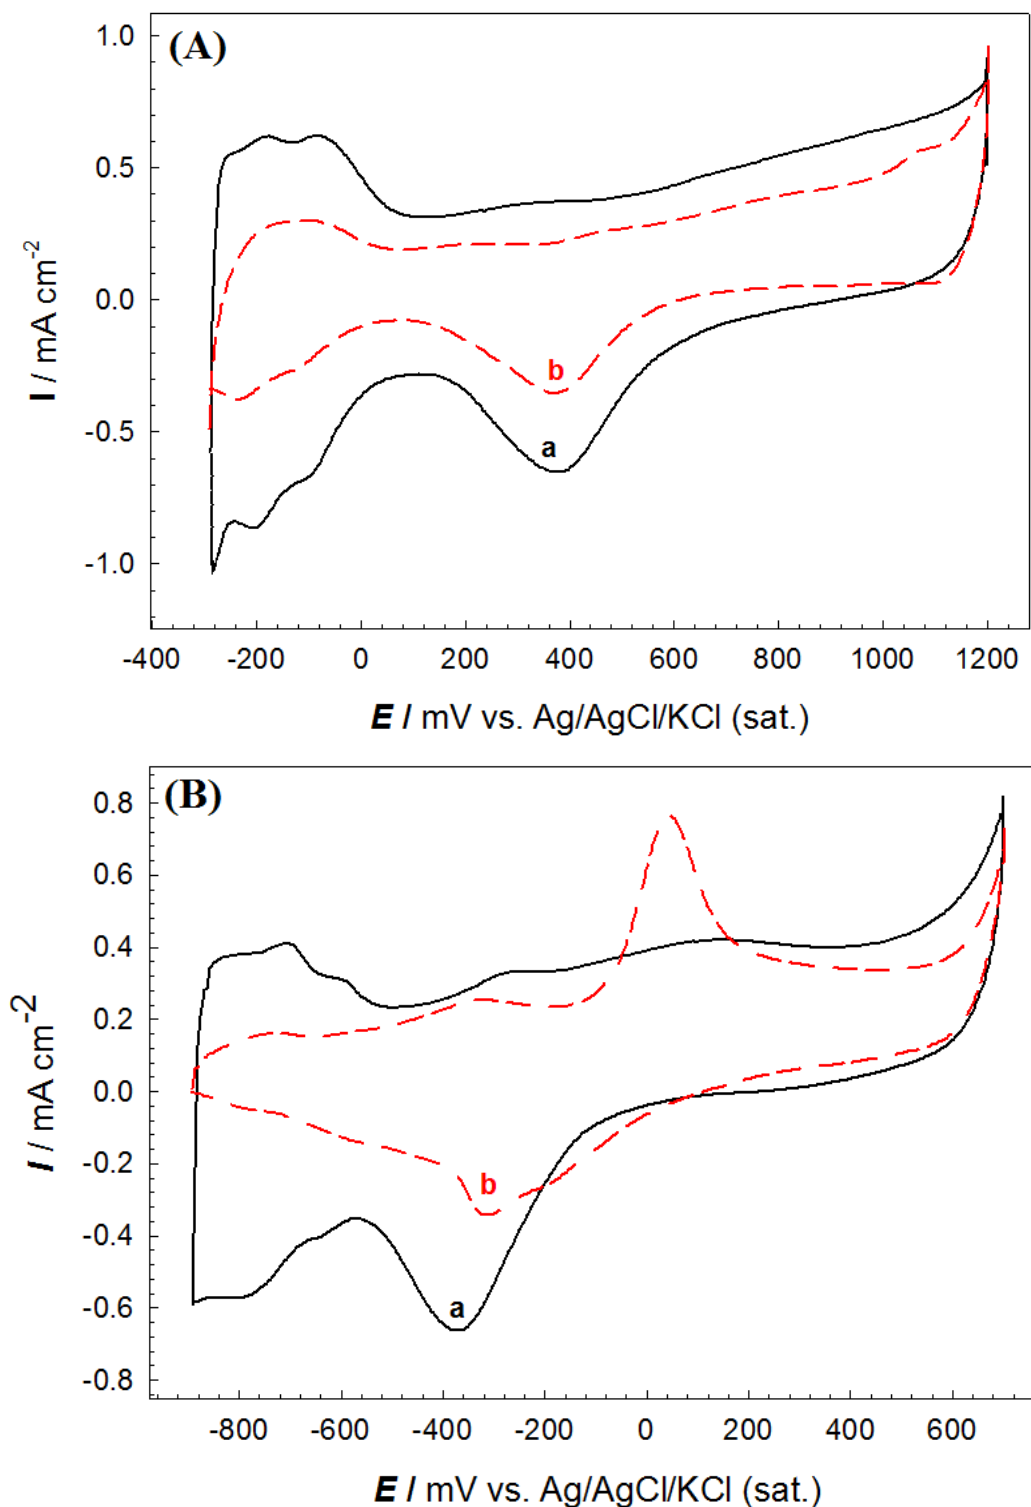 (A)
1.0
0.5
0.0
-0.5
-1.0
I / mA cm-2
b
a
-400 -200 0 200 400 600 800 1000 1200
E / mV vs. Ag/AgCl/KCl (sat.)
(B)
0.8
0.6
0.4
0.2
0.0
-0.2
-0.4
-0.6
-0.8
I / mA cm-2
b
a
-800 -600 -400 -200 0 200 400 600
E / mV vs. Ag/AgCl/KCl (sat.)